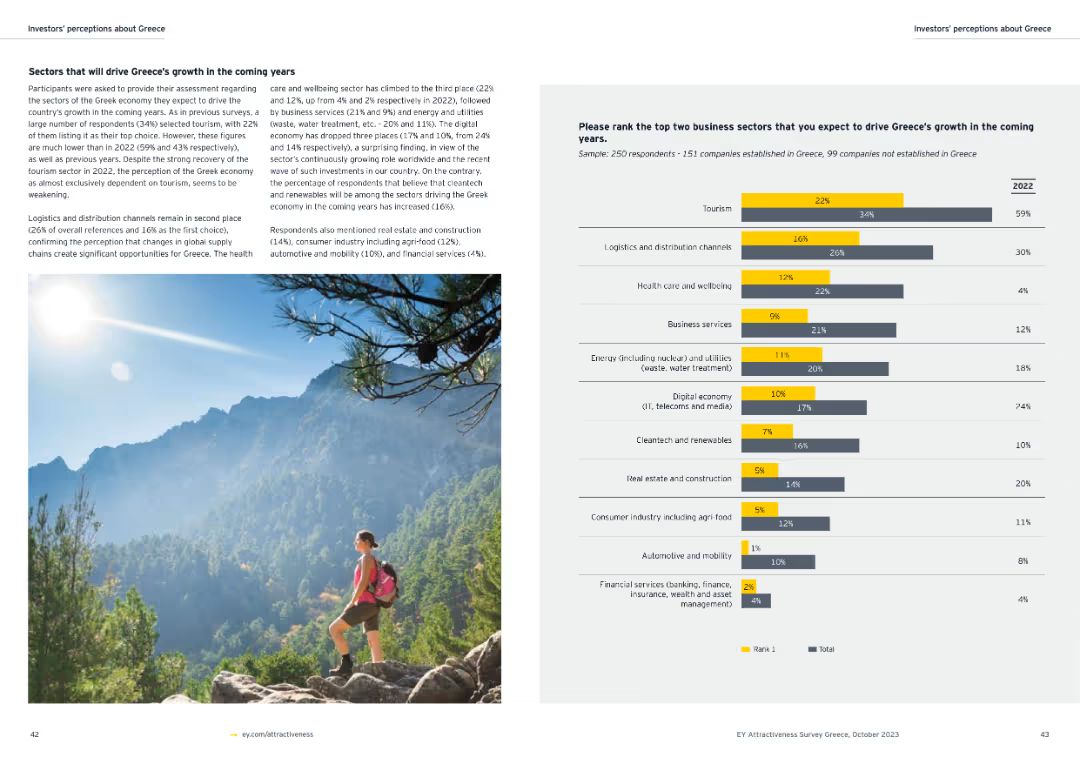 Investors' perceptions about Greece
Investors' perceptions about Greece
Sectors that will drive Greece's growth in the coming years
Participants were asked to provide their assessment regarding
the sectors of the Greek economy they expect to drive the
country's growth in the coming years. As in previous surveys, a
large number of respondents (34%) selected tourism, with 22%
of them listing it as their top choice. However, these figures
are much lower than in 2022 (59% and 43% respectively),
as well as previous years. Despite the strong recovery of the
tourism sector in 2022, the perception of the Greek economy
as almost exclusively dependent on tourism, seems to be
weakening.
Logistics and distribution channels remain in second place
(26% of overall references and 16% as the first choice),
confirming the perception that changes in global supply
chains create significant opportunities for Greece. The health
care and wellbeing sector has climbed to the third place (22%
and 12%, up from 4% and 2% respectively in 2022), followed
by business services (21% and 9%) and energy and utilities
(waste, water treatment, etc. - 20% and 11%). The digital
economy has dropped three places (17% and 10%, from 24%
and 14% respectively), a surprising finding, in view of the
sector's continuously growing role worldwide and the recent
wave of such investments in our country. On the contrary,
the percentage of respondents that believe that cleantech
and renewables will be among the sectors driving the Greek
economy in the coming years has increased (16%).
Respondents also mentioned real estate and construction
(14%), consumer industry including agri-food (12%),
automotive and mobility (10%), and financial services (4%).
Please rank the top two business sectors that you expect to drive Greece's growth in the coming
years.
Sample: 250 respondents - 151 companies established in Greece, 99 companies not established in Greece
2022
Tourism
22%
34%
59%
Logistics and distribution channels
16%
26%
30%
Health care and wellbeing
12%
22%
4%
Business services
9%
21%
12%
Energy (including nuclear) and utilities
(waste, water treatment)
11%
20%
18%
Digital economy
(IT, telecoms and media)
10%
17%
24%
Cleantech and renewables
7%
16%
10%
Real estate and construction
5%
14%
20%
Consumer industry including agri-food
5%
12%
11%
Automotive and mobility
1%
10%
8%
Financial services (banking, finance,
insurance, wealth and asset
management)
2%
4%
4%
Rank 1
Total
42
→ ey.com/attractiveness
EY Attractiveness Survey Greece, October 2023
43